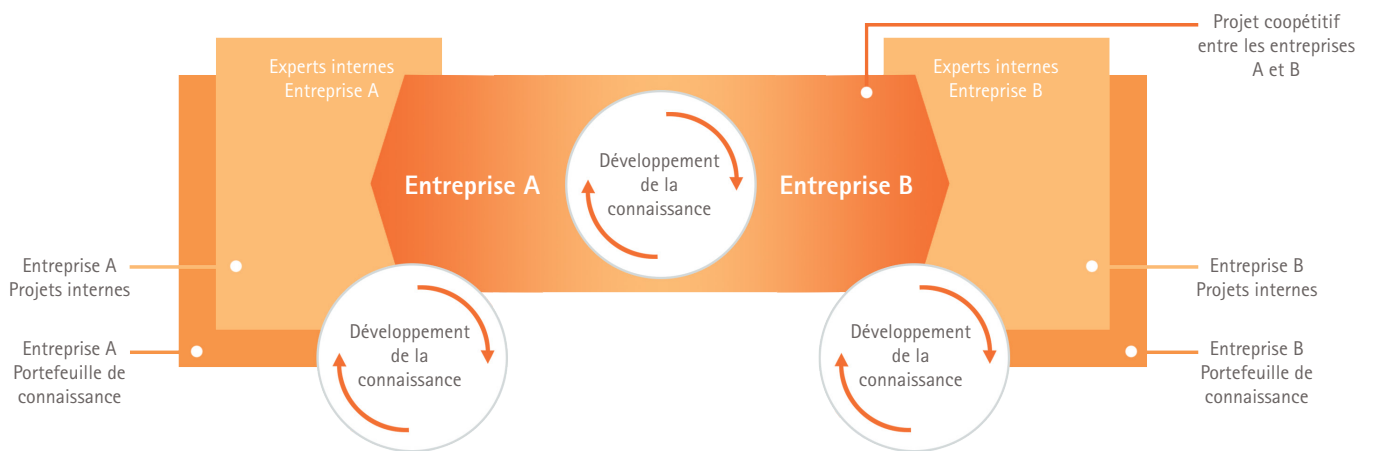 Projet coopétitif
entre les entreprises
A et B
Experts internes
Entreprise A
Experts internes
Entreprise B
Développement
de la
connaissance
Entreprise A
Entreprise B
Entreprise A
Projets internes
Entreprise B
Projets internes
Développement
de la
connaissance
Développement
de la
connaissance
Entreprise A
Portefeuille de
connaissance
Entreprise B
Portefeuille de
connaissance